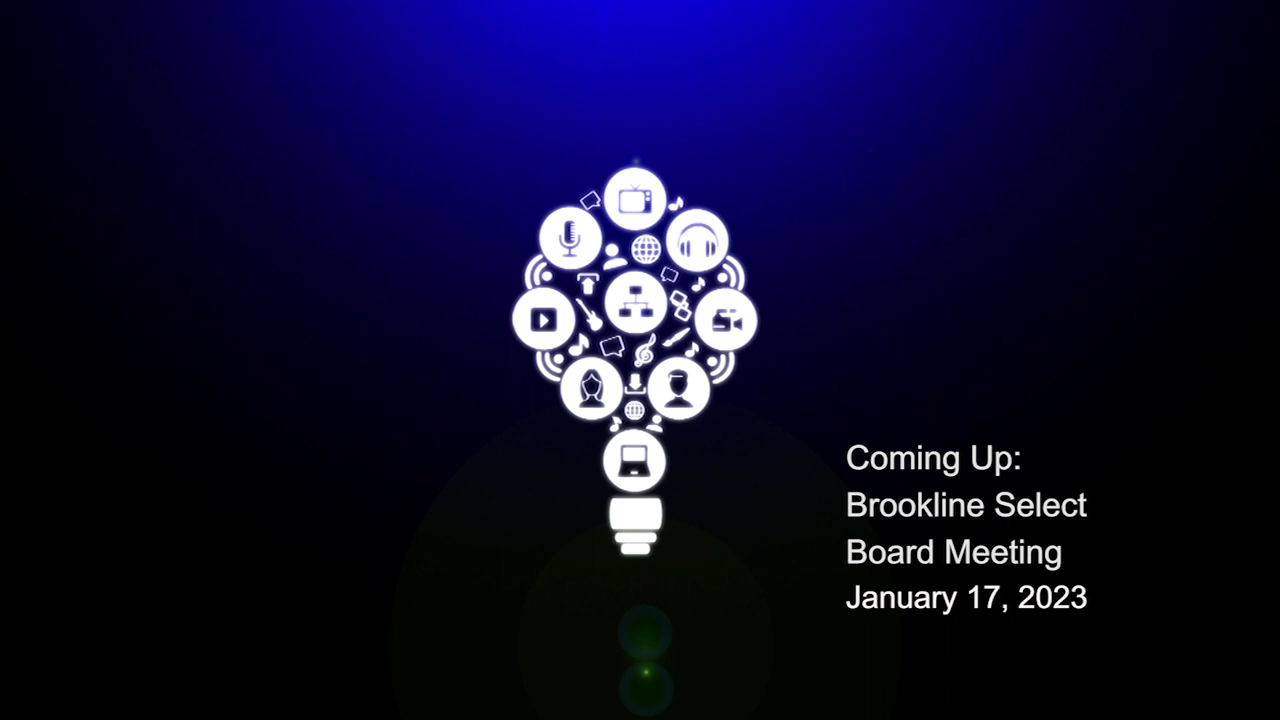 Coming Up:
Brookline Select
Board Meeting
January 17, 2023